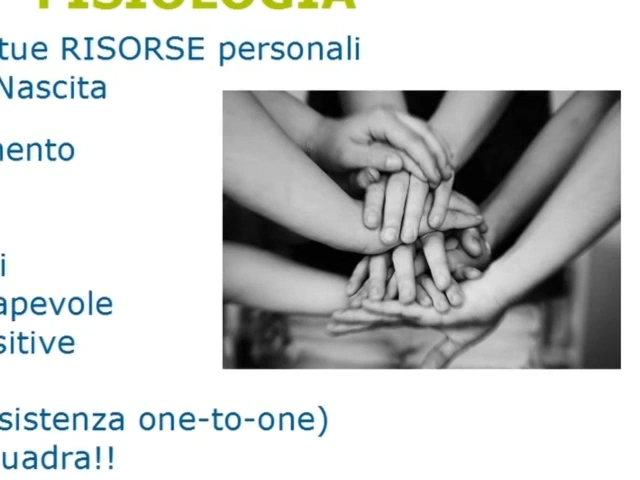 FISIOLOGIA
tue RISORSE personali
Nascita
mento
i
apevole
sitive
sistenza one-to-one)
uadra!!